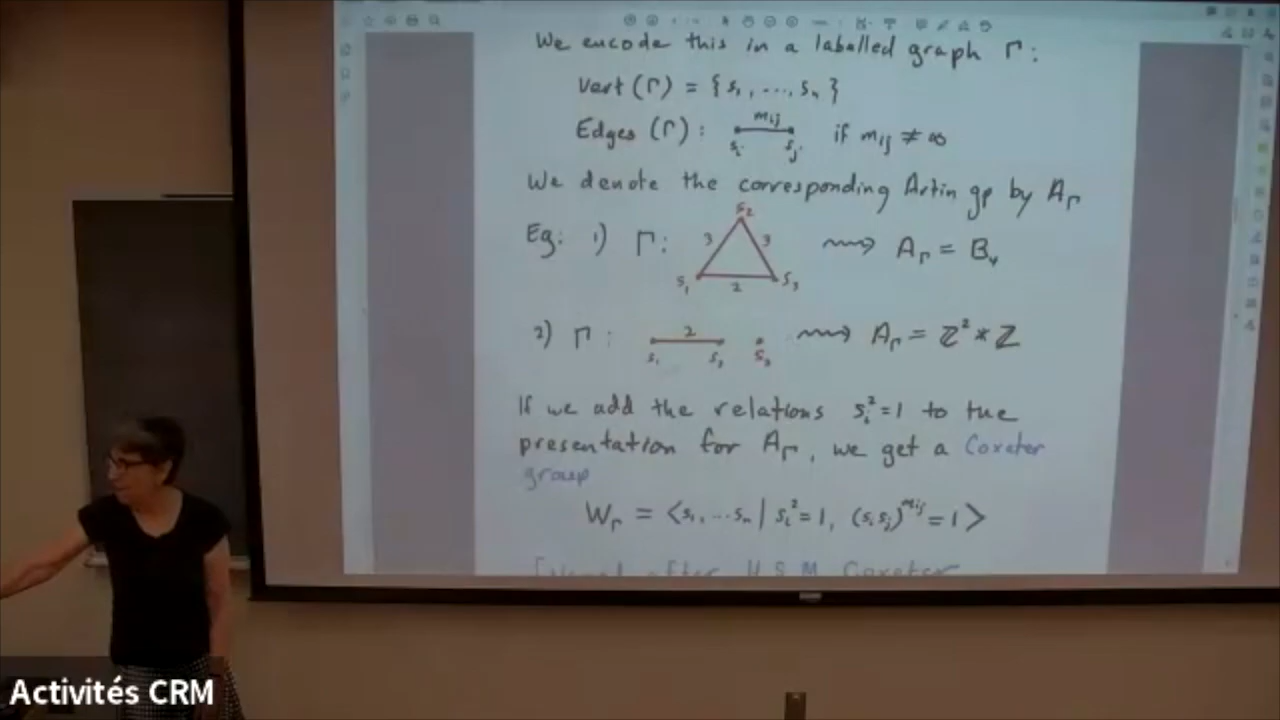 We encode this in a labelled graph Γ:
Vert (Γ) = {s₁, ..., sₙ}
Edges (Γ): mᵢⱼ sᵢ sⱼ if mᵢⱼ ≠ ∞
We denote the corresponding Artin gp by A_Γ
Eg: 1) Γ: s₂ 3 3 s₁ 2 s₃ ⟿ A_Γ = B₄
2) Γ: 2 s₁ s₂ s₃ ⟿ A_Γ = ℤ² * ℤ
If we add the relations sᵢ² = 1 to the
presentation for A_Γ, we get a Coxeter
group
W_Γ = <s₁, ... sₙ | sᵢ² = 1, (sᵢsⱼ)^mᵢⱼ = 1>
after H.S.M. Coxeter
Activités CRM